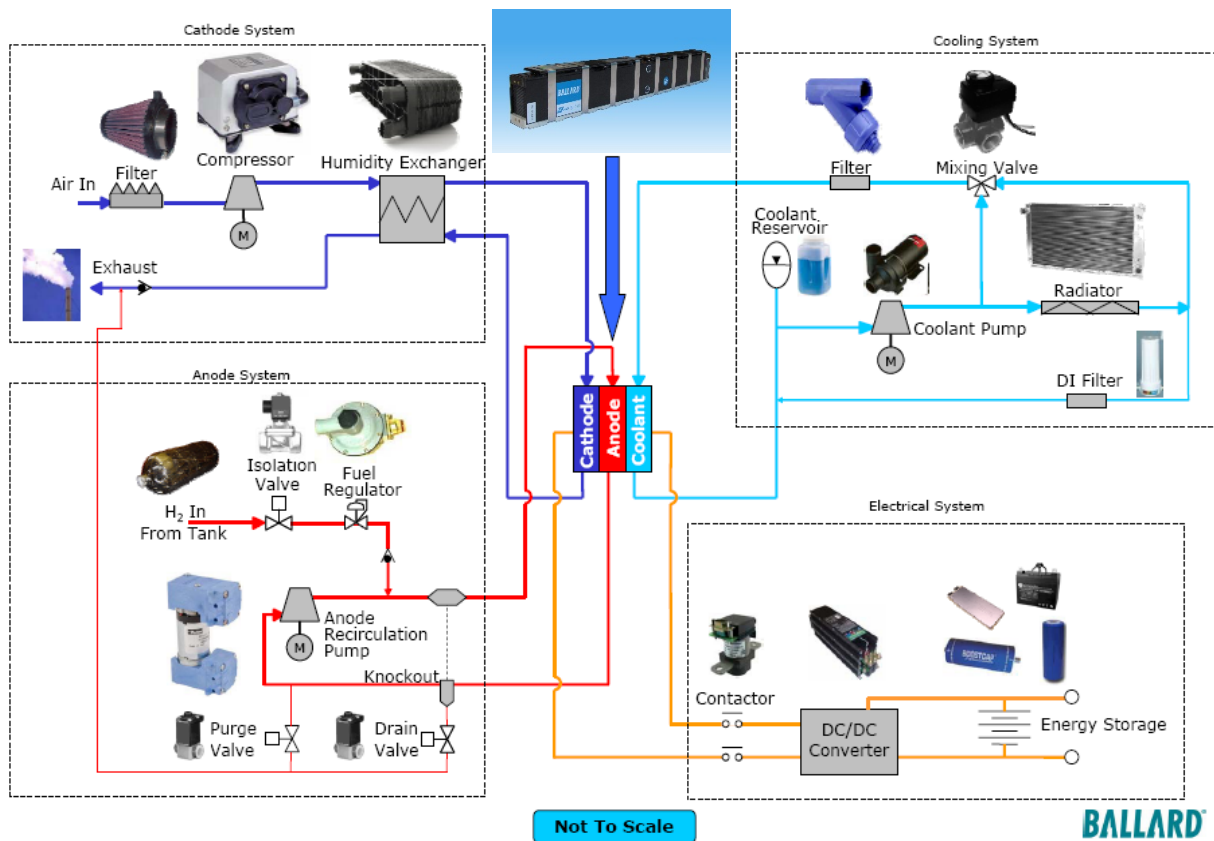 Cathode System
Filter
Compressor
Humidity Exchanger
Air In
M
Exhaust
BALLARD
Cooling System
Filter
Mixing Valve
Coolant
Reservoir
Radiator
Coolant Pump
M
DI Filter
Anode System
Isolation
Valve
Fuel
Regulator
H₂ In
From Tank
Anode
Recirculation
Pump
M
Knockout
Purge
Valve
Drain
Valve
Cathode
Anode
Coolant
Electrical System
BOOSTCAP
Contactor
DC/DC
Converter
Energy Storage
Not To Scale
BALLARD